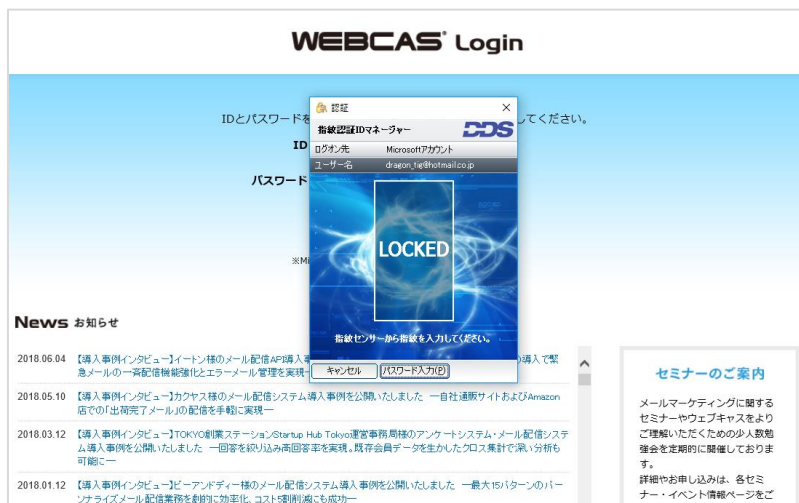 WEBCAS Login
IDとパスワードを
してください。
ID
パスワード
※Mi
認証
指紋認証IDマネージャー
DDS
ログオン先 Microsoftアカウント
ユーザー名 dragon_tig@hotmail.co.jp
LOCKED
指紋センサーから指紋を入力してください。
キャンセル パスワード入力(P)
News お知らせ
2018.06.04 【導入事例インタビュー】イートン様のメール配信API導入事
の導入で緊
急メールの一斉配信機能強化とエラーメール管理を実現―
2018.05.10 【導入事例インタビュー】カクヤス様のメール配信システム導入事例を公開いたしました ―自社通販サイトおよびAmazon
店での「出荷完了メール」の配信を手軽に実現―
2018.03.12 【導入事例インタビュー】TOKYO創業ステーションStartup Hub Tokyo運営事務局様のアンケートシステム・メール配信システ
ム導入事例を公開いたしました ―回答を絞り込み高回答率を実現。既存会員データを生かしたクロス集計で深い分析も
可能に―
2018.01.12 【導入事例インタビュー】ビーアンディー様のメール配信システム導入事例を公開いたしました ―最大15パターンのパー
ソナライズメール配信業務を劇的に効率化、コスト5割削減にも成功―
セミナーのご案内
メールマーケティングに関する
セミナーやウェブキャスをより
ご理解いただくための少人数勉
強会を定期的に開催しておりま
す。
詳細やお申し込みは、各セミ
ナー・イベント情報ページをご